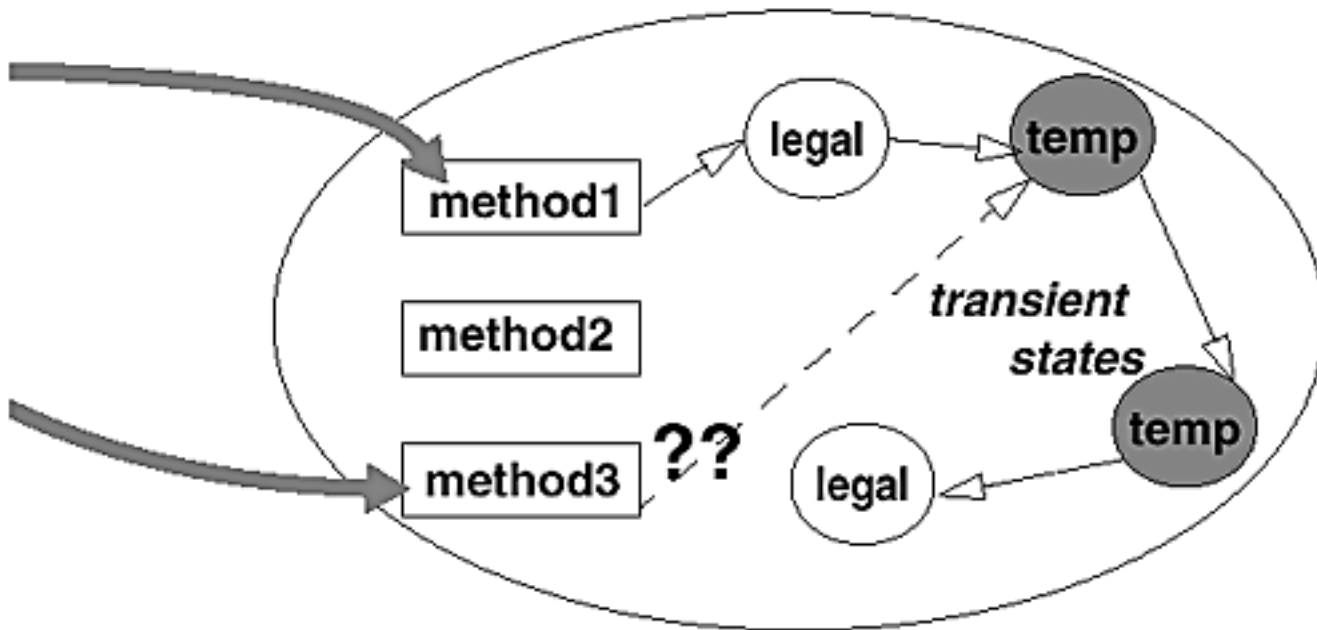 legal
temp
method1
transient
states
method2
temp
??
method3
legal